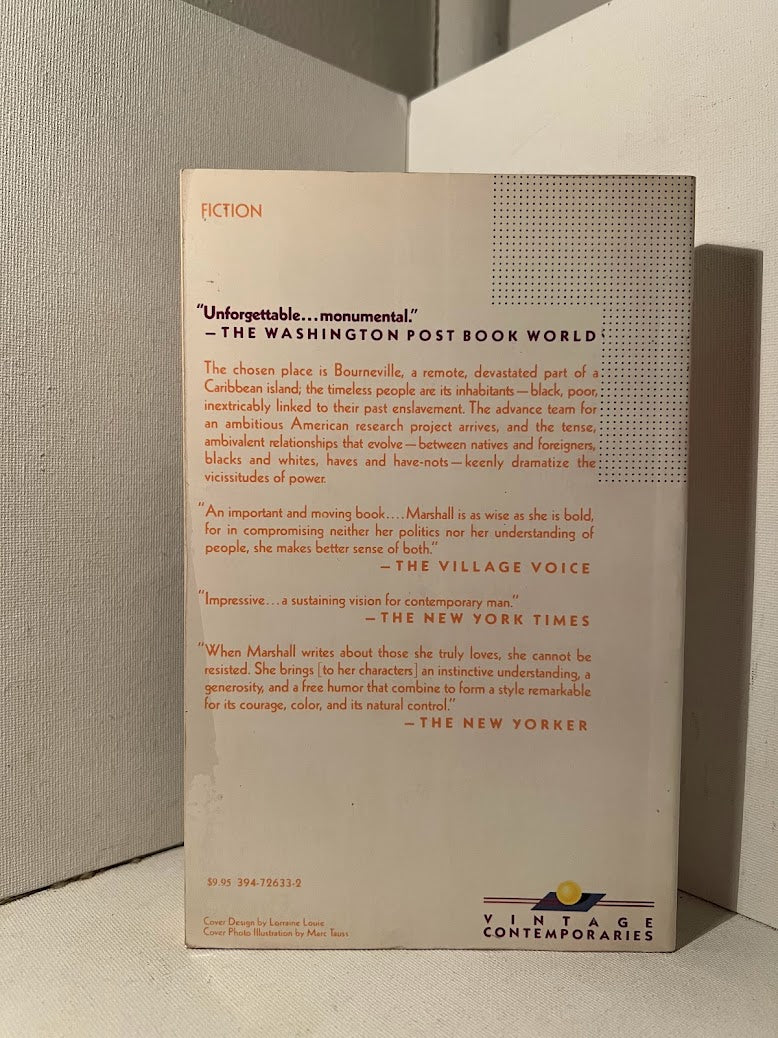 FICTION
“Unforgettable...monumental.”
—THE WASHINGTON POST BOOK WORLD
The chosen place is Bourneville, a remote, devastated part of a
Caribbean island; the timeless people are its inhabitants—black, poor,
inextricably linked to their past enslavement. The advance team for
an ambitious American research project arrives, and the tense,
ambivalent relationships that evolve—between natives and foreigners,
blacks and whites, haves and have-nots—keenly dramatize the
vicissitudes of power.
“An important and moving book....Marshall is as wise as she is bold,
for in compromising neither her politics nor her understanding of
people, she makes better sense of both.”
—THE VILLAGE VOICE
“Impressive...a sustaining vision for contemporary man.”
—THE NEW YORK TIMES
“When Marshall writes about those she truly loves, she cannot be
resisted. She brings [to her characters] an instinctive understanding, a
generosity, and a free humor that combine to form a style remarkable
for its courage, color, and its natural control.”
—THE NEW YORKER
$9.95 394-72633-2
Cover Design by Lorraine Louie
Cover Photo Illustration by Marc Tauss
VINTAGE
CONTEMPORARIES